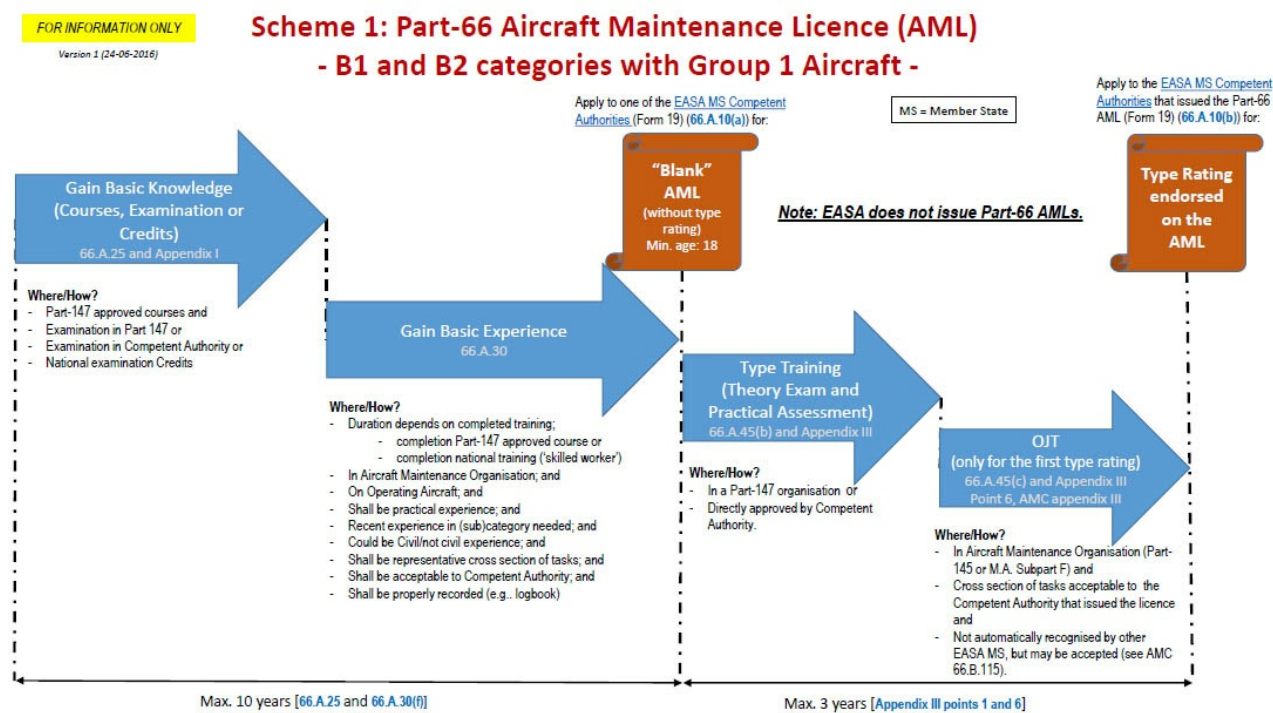 FOR INFORMATION ONLY
Version 1 (24-06-2016)
Scheme 1: Part-66 Aircraft Maintenance Licence (AML)
- B1 and B2 categories with Group 1 Aircraft -
Apply to one of the EASA MS Competent
Authorities (Form 19) (66.A.10(a)) for:
MS = Member State
Apply to the EASA MS Competent
Authorities that issued the Part-66
AML (Form 19) (66.A.10(b)) for:
"Blank"
AML
(without type
rating)
Min. age: 18
Note: EASA does not issue Part-66 AMLs.
Type Rating
endorsed
on the
AML
Gain Basic Knowledge
(Courses, Examination or
Credits)
66.A.25 and Appendix I
Where/How?
- Part-147 approved courses and
- Examination in Part 147 or
- Examination in Competent Authority or
- National examination Credits
Gain Basic Experience
66.A.30
Where/How?
- Duration depends on completed training;
- completion Part-147 approved course or
- completion national training ('skilled worker')
- In Aircraft Maintenance Organisation; and
- On Operating Aircraft; and
- Shall be practical experience; and
- Recent experience in (sub)category needed; and
- Could be Civil/not civil experience; and
- Shall be representative cross section of tasks; and
- Shall be acceptable to Competent Authority; and
- Shall be properly recorded (e.g.. logbook)
Type Training
(Theory Exam and
Practical Assessment)
66.A.45(b) and Appendix III
Where/How?
- In a Part-147 organisation or
- Directly approved by Competent
Authority.
OJT
(only for the first type rating)
66.A.45(c) and Appendix III
Point 6, AMC appendix III
Where/How?
- In Aircraft Maintenance Organisation (Part-
145 or M.A. Subpart F) and
- Cross section of tasks acceptable to the
Competent Authority that issued the licence
and
- Not automatically recognised by other
EASA MS, but may be accepted (see AMC
66.B.115).
Max. 10 years [66.A.25 and 66.A.30(f)]
Max. 3 years [Appendix III points 1 and 6]